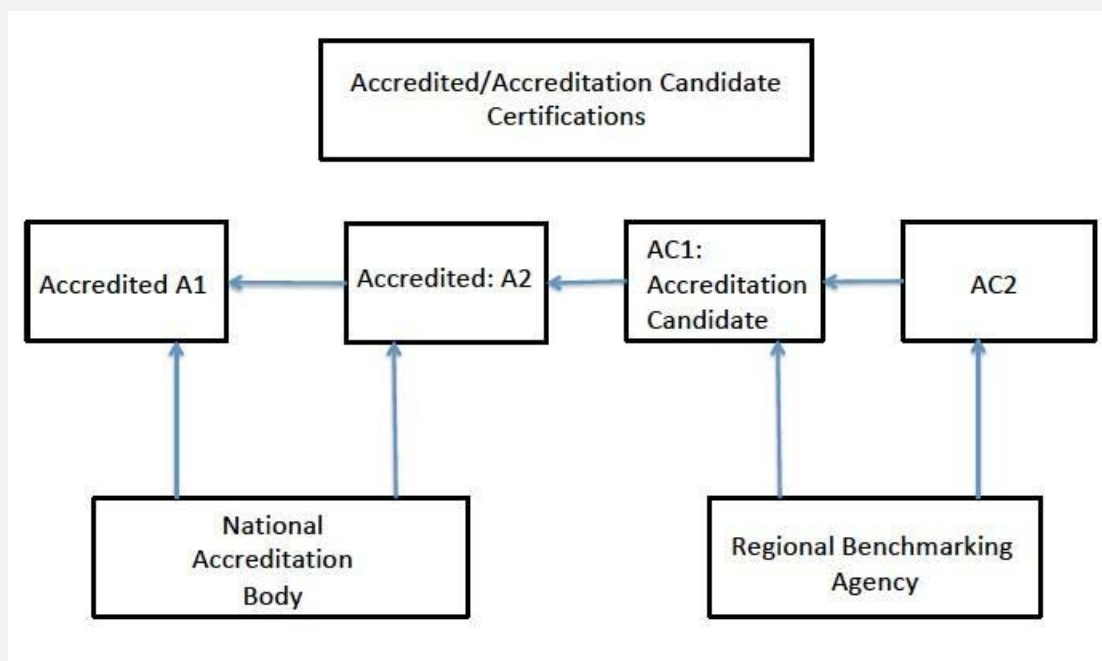 Accredited/Accreditation Candidate
Certifications
Accredited A1
Accredited: A2
AC1:
Accreditation
Candidate
AC2
National
Accreditation
Body
Regional Benchmarking
Agency